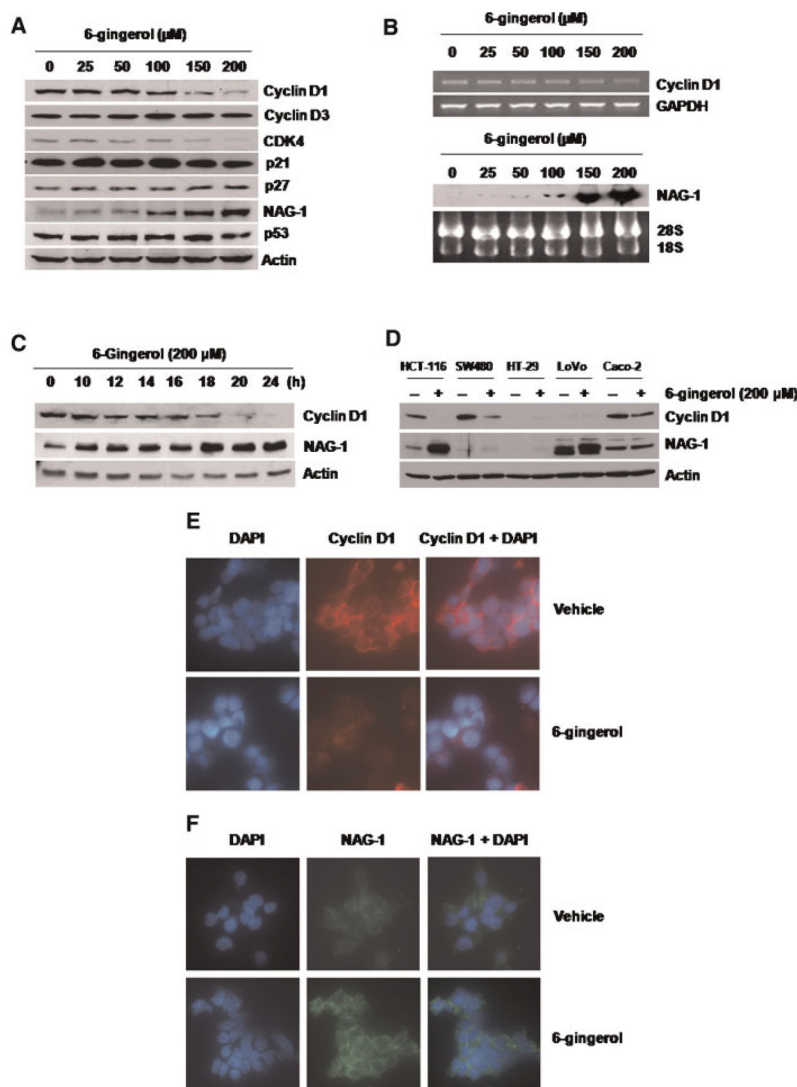 A
6-gingerol (µM)
0 25 50 100 150 200
Cyclin D1
Cyclin D3
CDK4
p21
p27
NAG-1
p53
Actin
B
6-gingerol (µM)
0 25 50 100 150 200
Cyclin D1
GAPDH
6-gingerol (µM)
0 25 50 100 150 200
NAG-1
28S
18S
C
6-Gingerol (200 µM)
0 10 12 14 16 18 20 24 (h)
Cyclin D1
NAG-1
Actin
D
HCT-116 SW480 HT-29 LoVo Caco-2
– + – + – + – + – + 6-gingerol (200 µM)
Cyclin D1
NAG-1
Actin
E
DAPI Cyclin D1 Cyclin D1 + DAPI
Vehicle
6-gingerol
F
DAPI NAG-1 NAG-1 + DAPI
Vehicle
6-gingerol